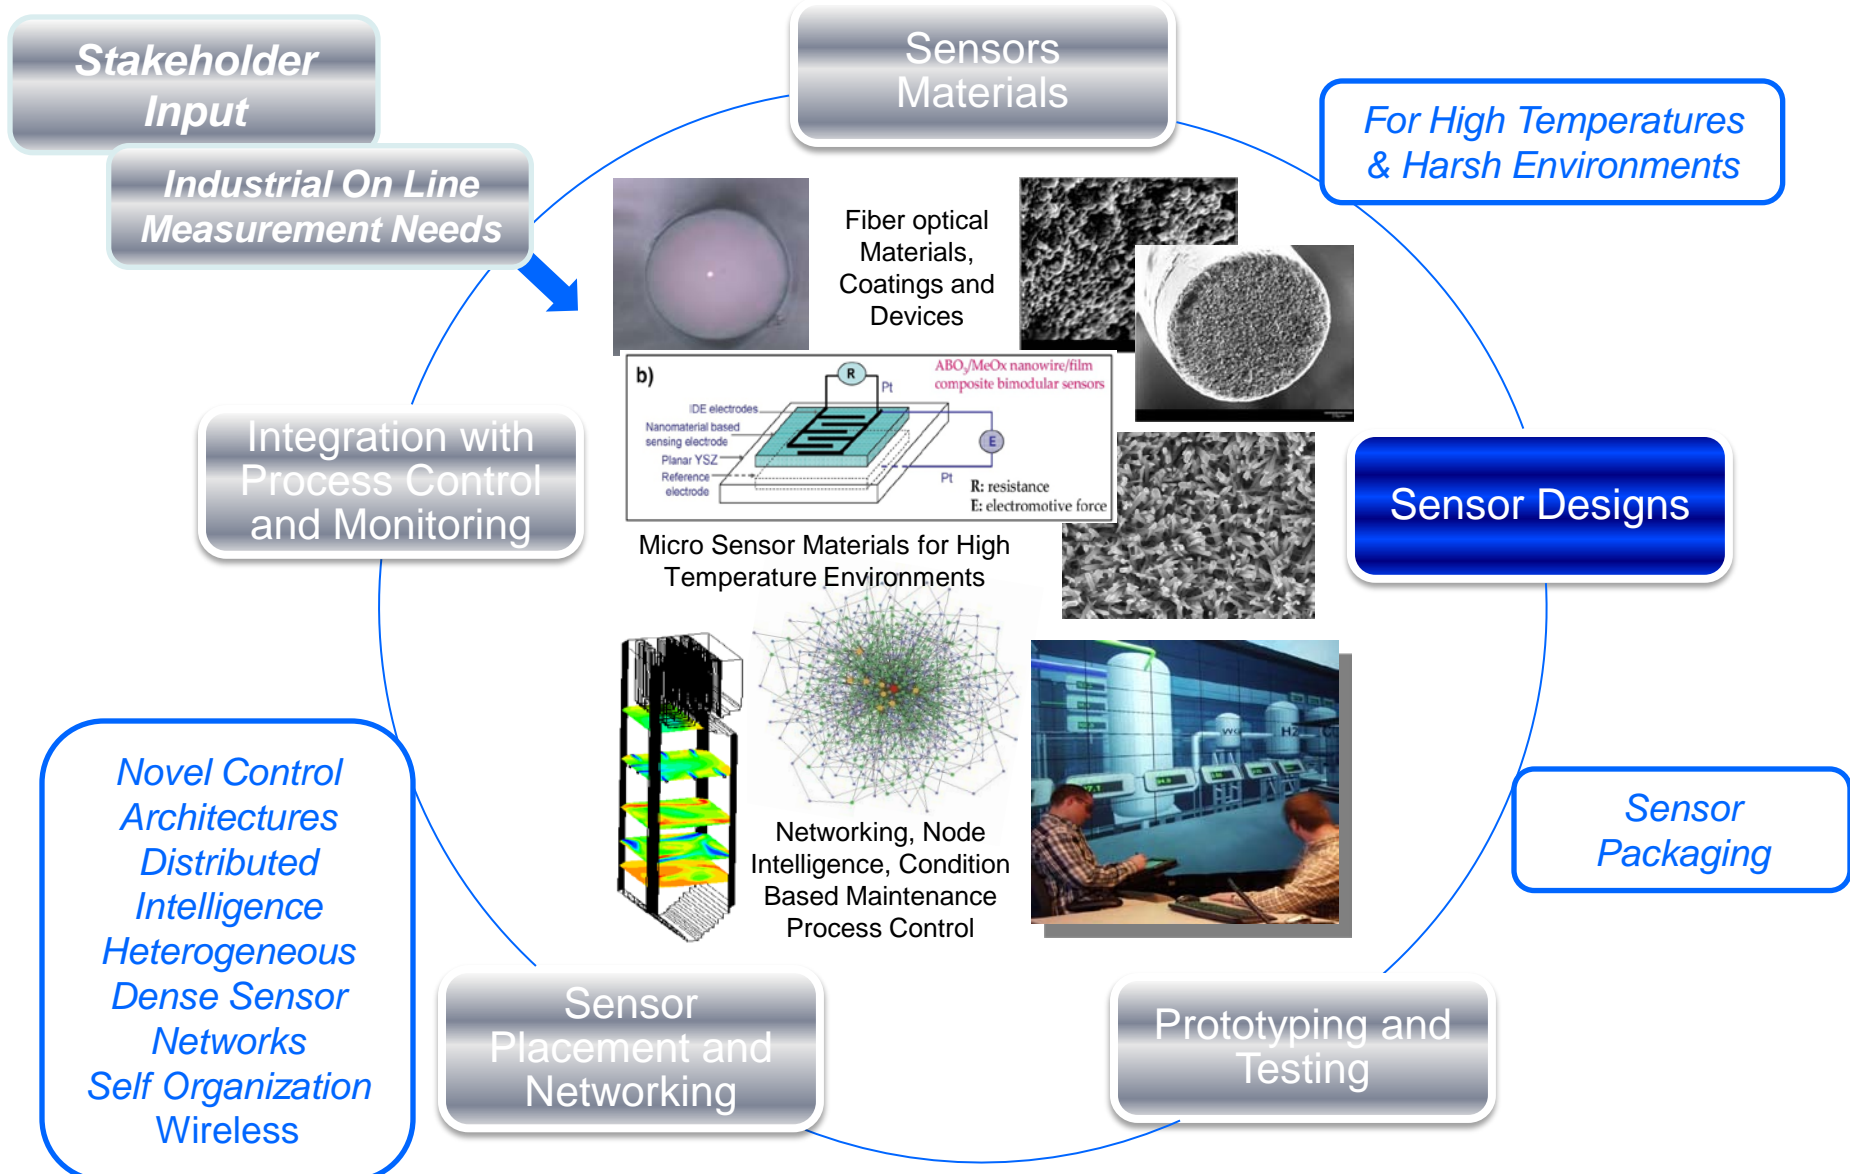 Stakeholder
Input
Industrial On Line
Measurement Needs
Sensors
Materials
For High Temperatures
& Harsh Environments
Fiber optical
Materials,
Coatings and
Devices
b)
R
Pt
ABO₃/MeOx nanowire/film
composite bimodular sensors
IDE electrodes
Nanomaterial based
sensing electrode
Planar YSZ
Reference
electrode
E
Pt
R: resistance
E: electromotive force
Integration with
Process Control
and Monitoring
Sensor Designs
Micro Sensor Materials for High
Temperature Environments
Networking, Node
Intelligence, Condition
Based Maintenance
Process Control
Sensor
Packaging
Novel Control
Architectures
Distributed
Intelligence
Heterogeneous
Dense Sensor
Networks
Self Organization
Wireless
Sensor
Placement and
Networking
Prototyping and
Testing